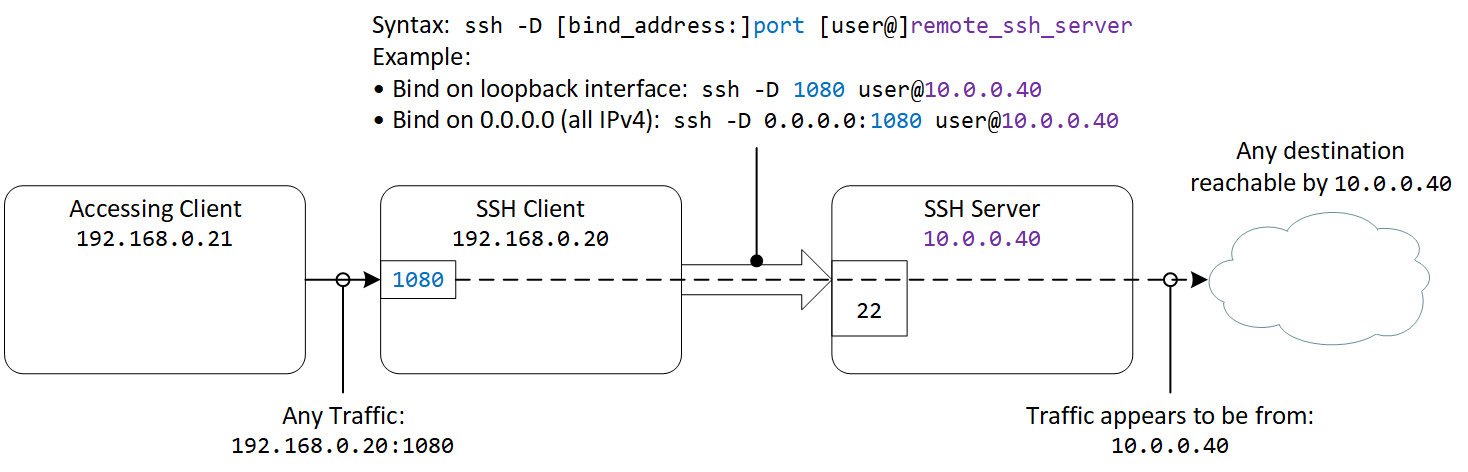 Syntax: ssh -D [bind_address:]port [user@]remote_ssh_server
Example:
• Bind on loopback interface: ssh -D 1080 user@10.0.0.40
• Bind on 0.0.0.0 (all IPv4): ssh -D 0.0.0.0:1080 user@10.0.0.40
Any destination
reachable by 10.0.0.40
Accessing Client
192.168.0.21
SSH Client
192.168.0.20
SSH Server
10.0.0.40
1080
22
Any Traffic:
192.168.0.20:1080
Traffic appears to be from:
10.0.0.40